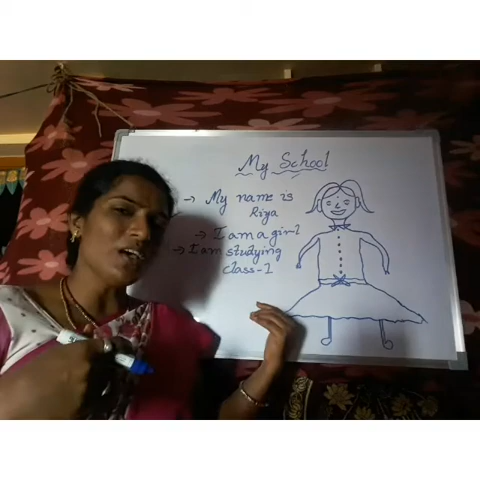 My School
→ My name is
Riya
→ I am a girl
→ I am studying
class-1